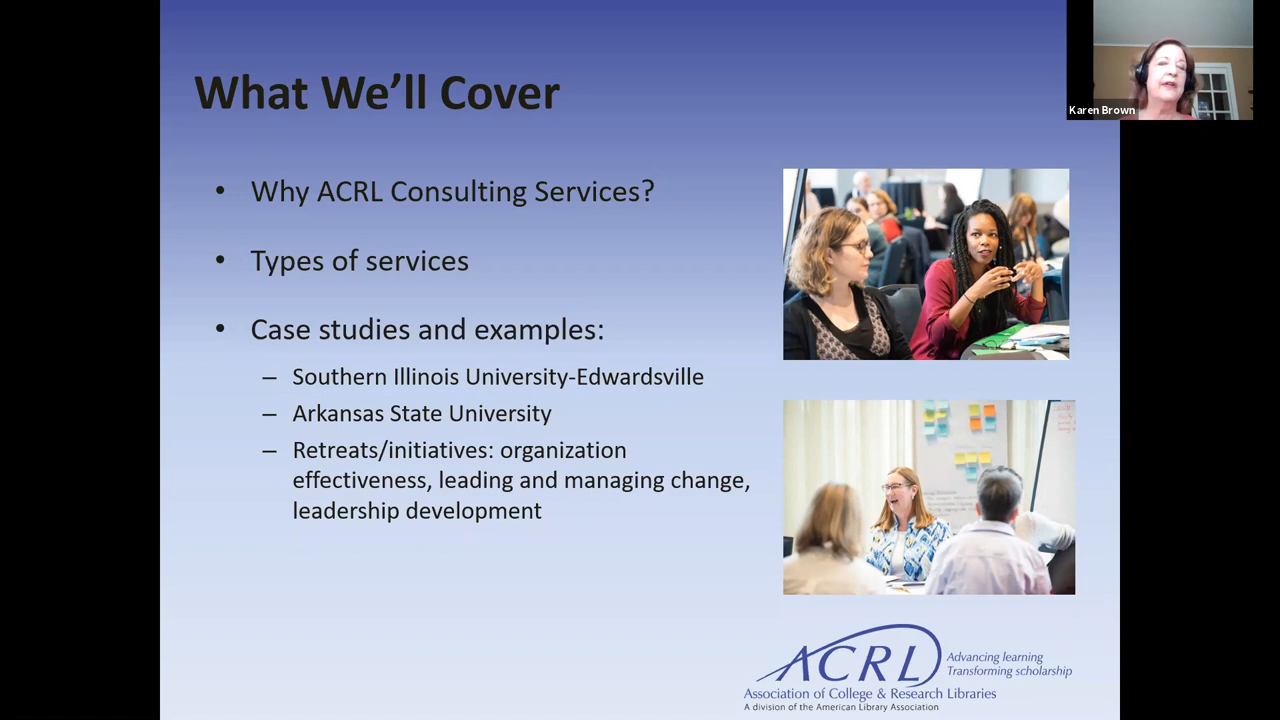 What We’ll Cover
Karen Brown
• Why ACRL Consulting Services?
• Types of services
• Case studies and examples:
– Southern Illinois University-Edwardsville
– Arkansas State University
– Retreats/initiatives: organization
effectiveness, leading and managing change,
leadership development
ACRL
Advancing learning
Transforming scholarship
Association of College & Research Libraries
A division of the American Library Association